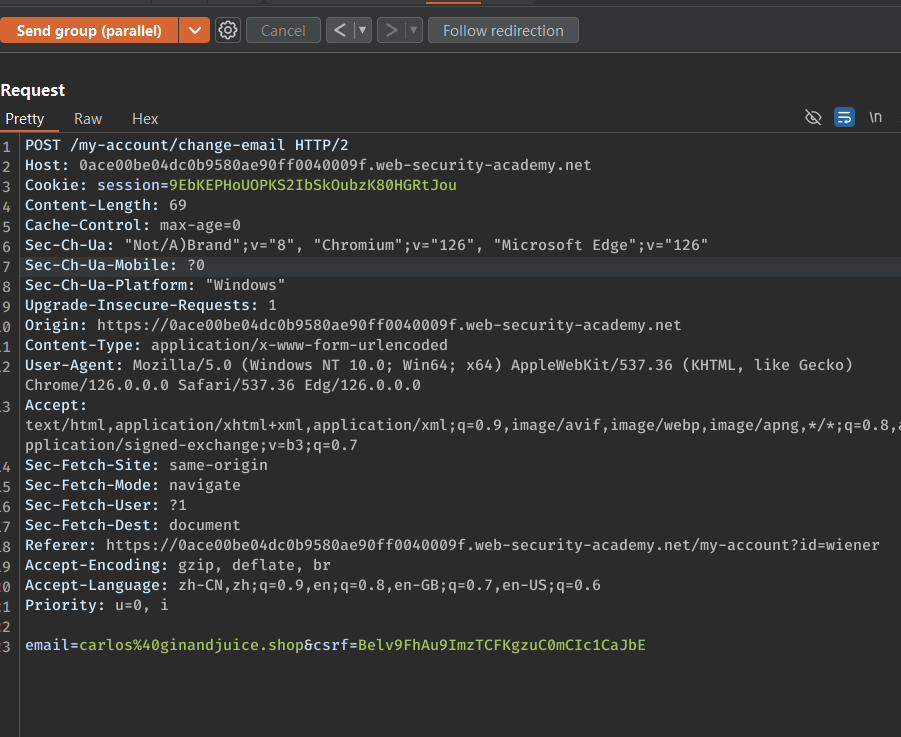 Send group (parallel)
Cancel
Follow redirection
Request
Pretty Raw Hex
\n
1 POST /my-account/change-email HTTP/2
2 Host: 0ace00be04dc0b9580ae90ff0040009f.web-security-academy.net
3 Cookie: session=9EbKEPHoUOPKS2IbSkOubzK80HGRtJou
4 Content-Length: 69
5 Cache-Control: max-age=0
6 Sec-Ch-Ua: "Not/A)Brand";v="8", "Chromium";v="126", "Microsoft Edge";v="126"
7 Sec-Ch-Ua-Mobile: ?0
8 Sec-Ch-Ua-Platform: "Windows"
9 Upgrade-Insecure-Requests: 1
0 Origin: https://0ace00be04dc0b9580ae90ff0040009f.web-security-academy.net
1 Content-Type: application/x-www-form-urlencoded
2 User-Agent: Mozilla/5.0 (Windows NT 10.0; Win64; x64) AppleWebKit/537.36 (KHTML, like Gecko)
Chrome/126.0.0.0 Safari/537.36 Edg/126.0.0.0
3 Accept:
text/html,application/xhtml+xml,application/xml;q=0.9,image/avif,image/webp,image/apng,*/*;q=0.8,a
pplication/signed-exchange;v=b3;q=0.7
4 Sec-Fetch-Site: same-origin
5 Sec-Fetch-Mode: navigate
6 Sec-Fetch-User: ?1
7 Sec-Fetch-Dest: document
8 Referer: https://0ace00be04dc0b9580ae90ff0040009f.web-security-academy.net/my-account?id=wiener
9 Accept-Encoding: gzip, deflate, br
0 Accept-Language: zh-CN,zh;q=0.9,en;q=0.8,en-GB;q=0.7,en-US;q=0.6
1 Priority: u=0, i
2
3 email=carlos%40ginandjuice.shop&csrf=Belv9FhAu9ImzTCFKgzuC0mCIc1CaJbE